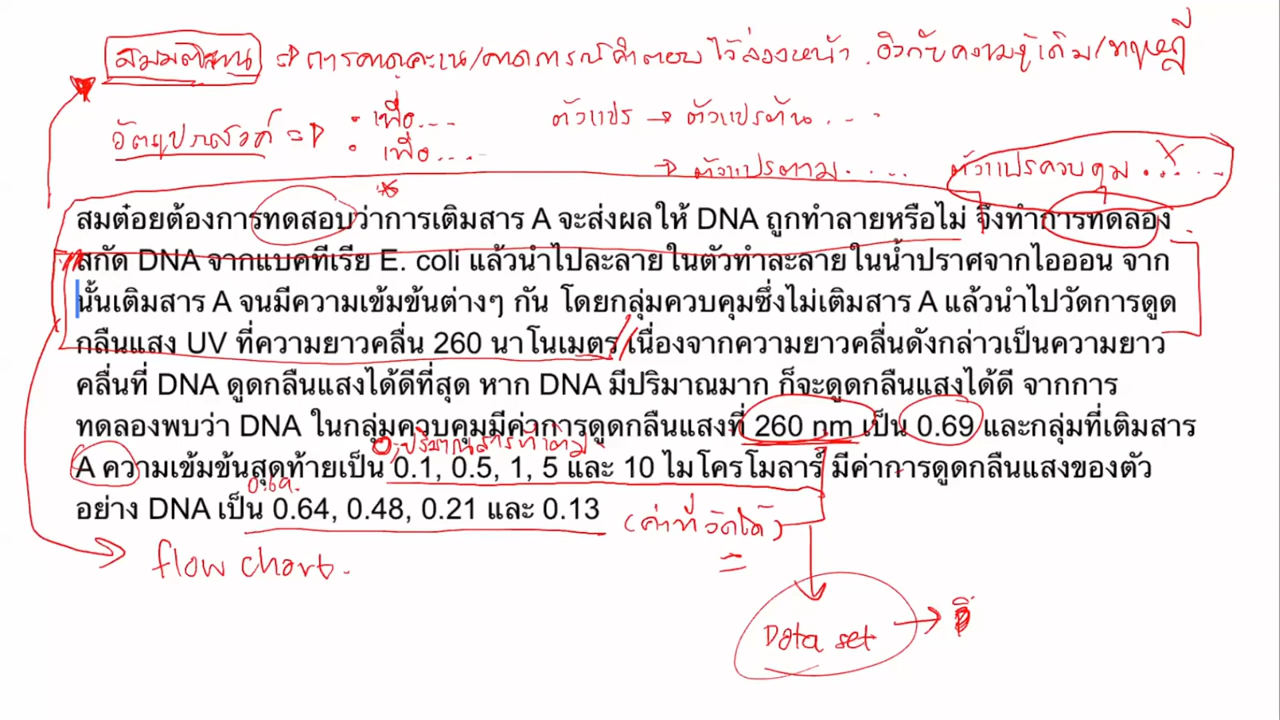 สมมติฐาน ⇒ การคาดคะเน/คาดการณ์คำตอบไว้ล่วงหน้า . อิงกับความรู้เดิม/ทฤษฎี
วัตถุประสงค์ ⇒ • เพื่อ.... ตัวแปร → ตัวแปรต้น....
• เพื่อ.... → ตัวแปรตาม..... ตัวแปรควบคุม......
สมต๋อยต้องการทดสอบว่าการเติมสาร A จะส่งผลให้ DNA ถูกทำลายหรือไม่ จึงทำการทดลอง
สกัด DNA จากแบคทีเรีย E. coli แล้วนำไปละลายในตัวทำละลายในน้ำปราศจากไอออน จาก
นั้นเติมสาร A จนมีความเข้มข้นต่างๆ กัน โดยกลุ่มควบคุมซึ่งไม่เติมสาร A แล้วนำไปวัดการดูด
กลืนแสง UV ที่ความยาวคลื่น 260 นาโนเมตร เนื่องจากความยาวคลื่นดังกล่าวเป็นความยาว
คลื่นที่ DNA ดูดกลืนแสงได้ดีที่สุด หาก DNA มีปริมาณมาก ก็จะดูดกลืนแสงได้ดี จากการ
ทดลองพบว่า DNA ในกลุ่มควบคุมมีค่าการดูดกลืนแสงที่ 260 nm เป็น 0.69 และกลุ่มที่เติมสาร
0, ปริมาณสารที่เติม
A ความเข้มข้นสุดท้ายเป็น 0.1, 0.5, 1, 5 และ 10 ไมโครโมลาร์ มีค่าการดูดกลืนแสงของตัว
0.69.
อย่าง DNA เป็น 0.64, 0.48, 0.21 และ 0.13
(ค่าที่วัดได้)
flow chart.
Data set →